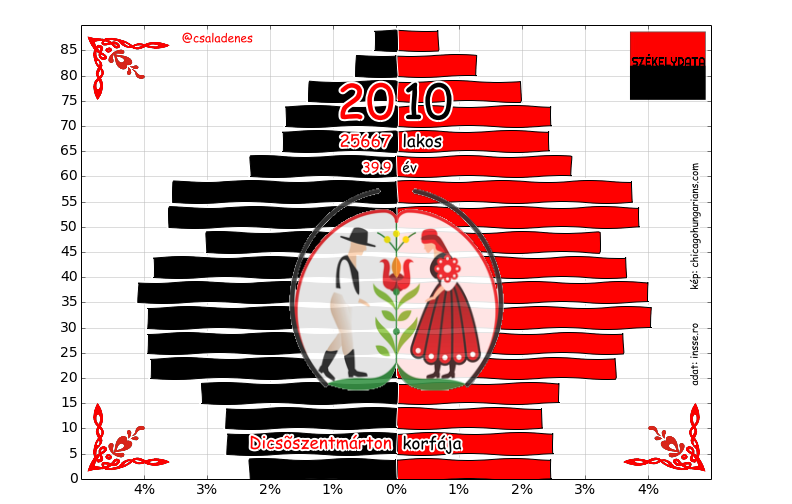 @csaladenes
SZÉKELYDATA
2010
25667 lakos
39.9 év
kép: chicagohungarians.com
adat: insse.ro
Dicsőszentmárton korfája
85
80
75
70
65
60
55
50
45
40
35
30
25
20
15
10
5
0
4% 3% 2% 1% 0% 1% 2% 3% 4%